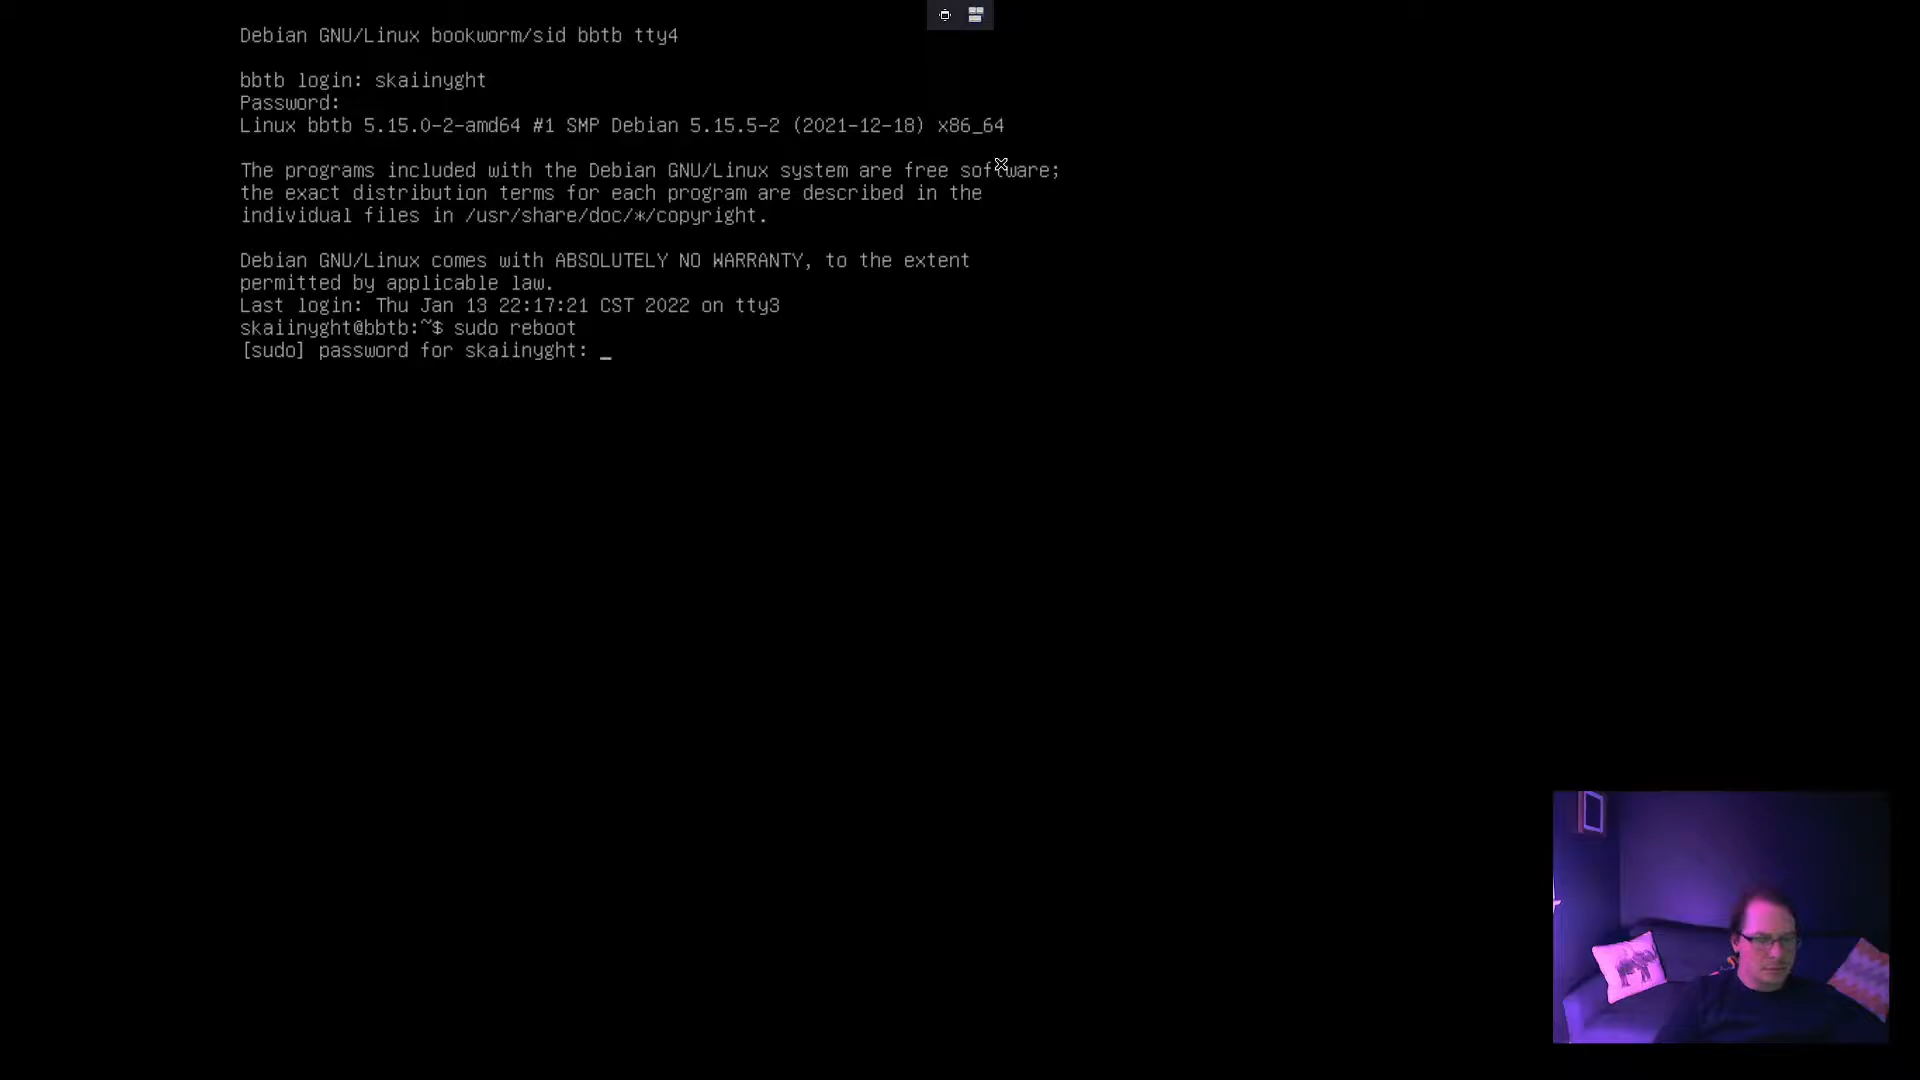 Debian GNU/Linux bookworm/sid bbtb tty4
bbtb login: skaiinyght
Password:
Linux bbtb 5.15.0-2-amd64 #1 SMP Debian 5.15.5-2 (2021-12-18) x86_64
The programs included with the Debian GNU/Linux system are free software;
the exact distribution terms for each program are described in the
individual files in /usr/share/doc/*/copyright.
Debian GNU/Linux comes with ABSOLUTELY NO WARRANTY, to the extent
permitted by applicable law.
Last login: Thu Jan 13 22:17:21 CST 2022 on tty3
skaiinyght@bbtb:~$ sudo reboot
[sudo] password for skaiinyght: _